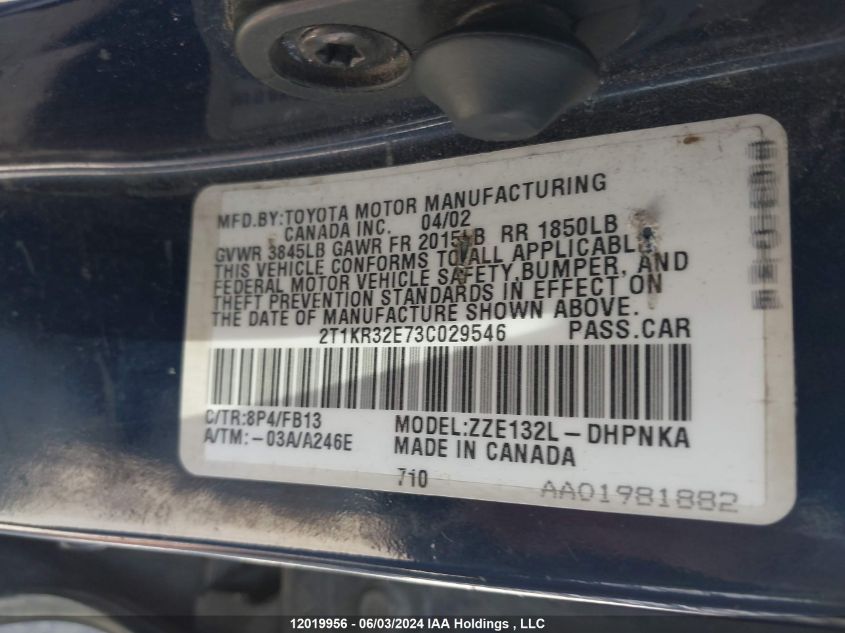 MFD.BY:TOYOTA MOTOR MANUFACTURING
CANADA INC. 04/02
GVWR 3845LB GAWR FR 2015LB RR 1850LB
THIS VEHICLE CONFORMS TO ALL APPLICABLE
FEDERAL MOTOR VEHICLE SAFETY,BUMPER, AND
THEFT PREVENTION STANDARDS IN EFFECT ON
THE DATE OF MANUFACTURE SHOWN ABOVE.
2T1KR32E73C029546 PASS.CAR
C/TR:8P4/FB13 MODEL:ZZE132L-DHPNKA
A/TM:-03A/A246E MADE IN CANADA
710
AA01981882
12019956 - 06/03/2024 IAA Holdings , LLC